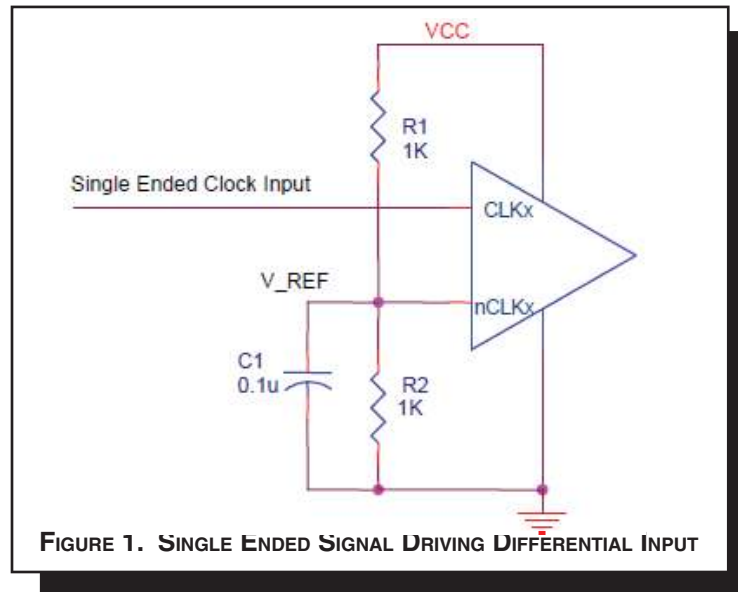 VCC
R1
1K
Single Ended Clock Input
CLKx
V_REF
nCLKx
C1
0.1u
R2
1K
FIGURE 1. SINGLE ENDED SIGNAL DRIVING DIFFERENTIAL INPUT